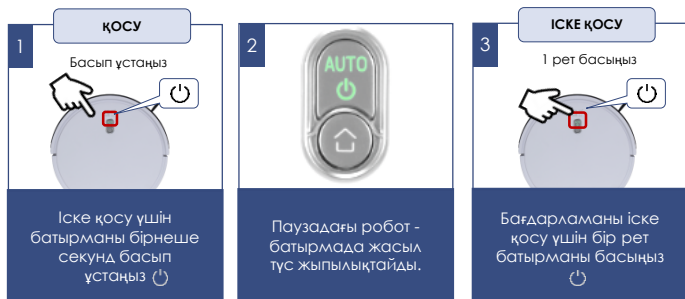 ҚОСУ
1
Басып ұстаңыз
Іске қосу үшін
батырманы бірнеше
секунд басып
ұстаңыз
2
AUTO
Паузадағы робот -
батырмада жасыл
түс жыпылықтайды.
ІСКЕ ҚОСУ
3
1 рет басыңыз
Бағдарламаны іске
қосу үшін бір рет
батырманы басыңыз